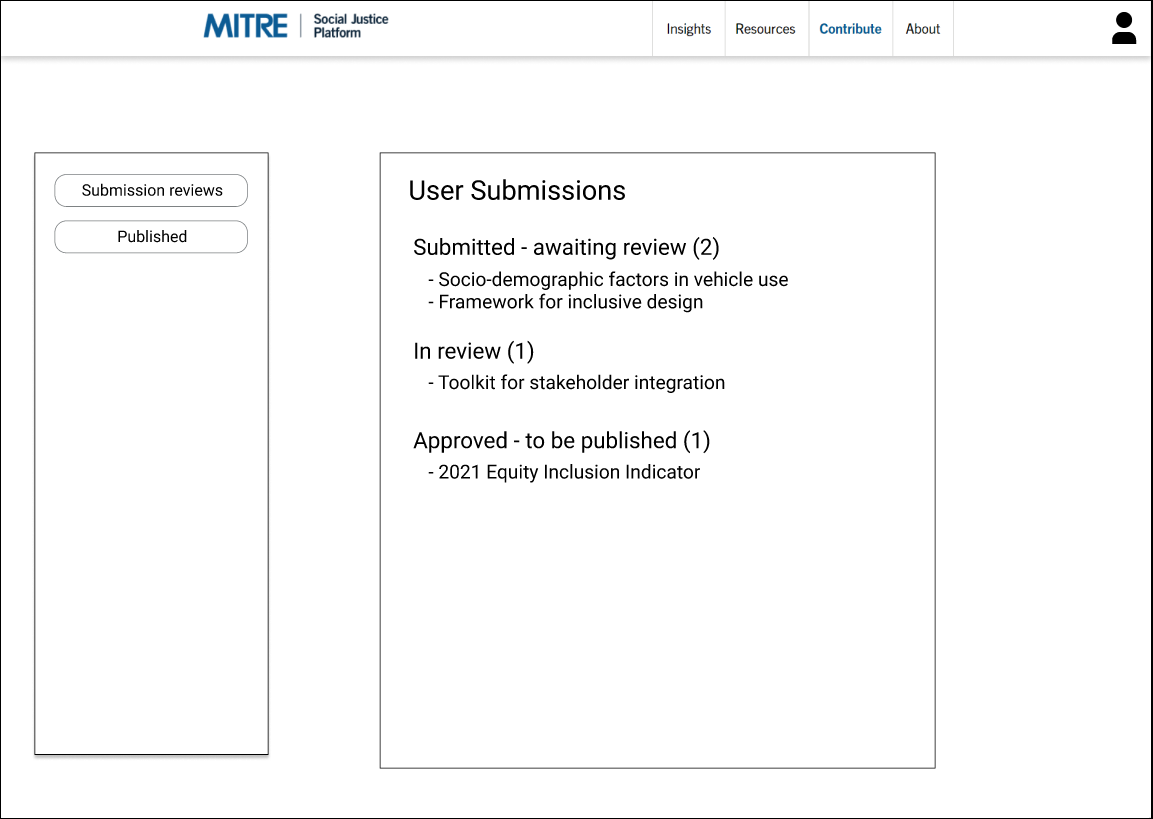 MITRE
Social Justice
Platform
Insights
Resources
Contribute
About
Submission reviews
Published
User Submissions
Submitted - awaiting review (2)
- Socio-demographic factors in vehicle use
- Framework for inclusive design
In review (1)
- Toolkit for stakeholder integration
Approved - to be published (1)
- 2021 Equity Inclusion Indicator